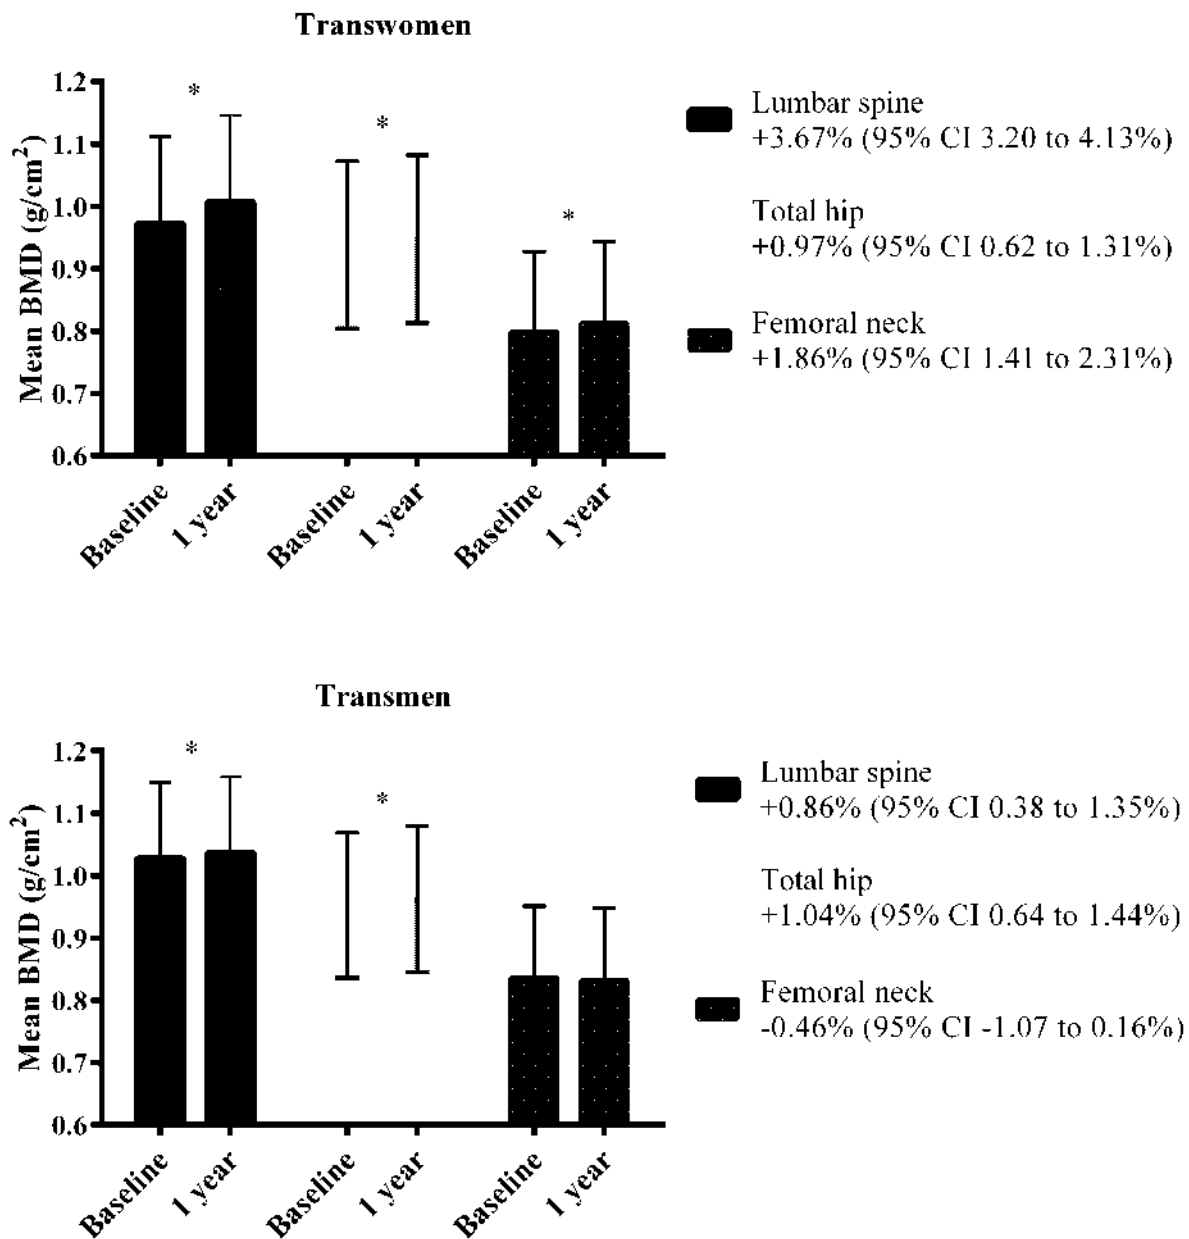 Transwomen
Mean BMD (g/cm²)
1.2
1.1
1.0
0.9
0.8
0.7
0.6
*
*
*
Baseline
1 year
Baseline
1 year
Baseline
1 year
Lumbar spine
+3.67% (95% CI 3.20 to 4.13%)
Total hip
+0.97% (95% CI 0.62 to 1.31%)
Femoral neck
+1.86% (95% CI 1.41 to 2.31%)
Transmen
Mean BMD (g/cm²)
1.2
1.1
1.0
0.9
0.8
0.7
0.6
*
*
Baseline
1 year
Baseline
1 year
Baseline
1 year
Lumbar spine
+0.86% (95% CI 0.38 to 1.35%)
Total hip
+1.04% (95% CI 0.64 to 1.44%)
Femoral neck
-0.46% (95% CI -1.07 to 0.16%)